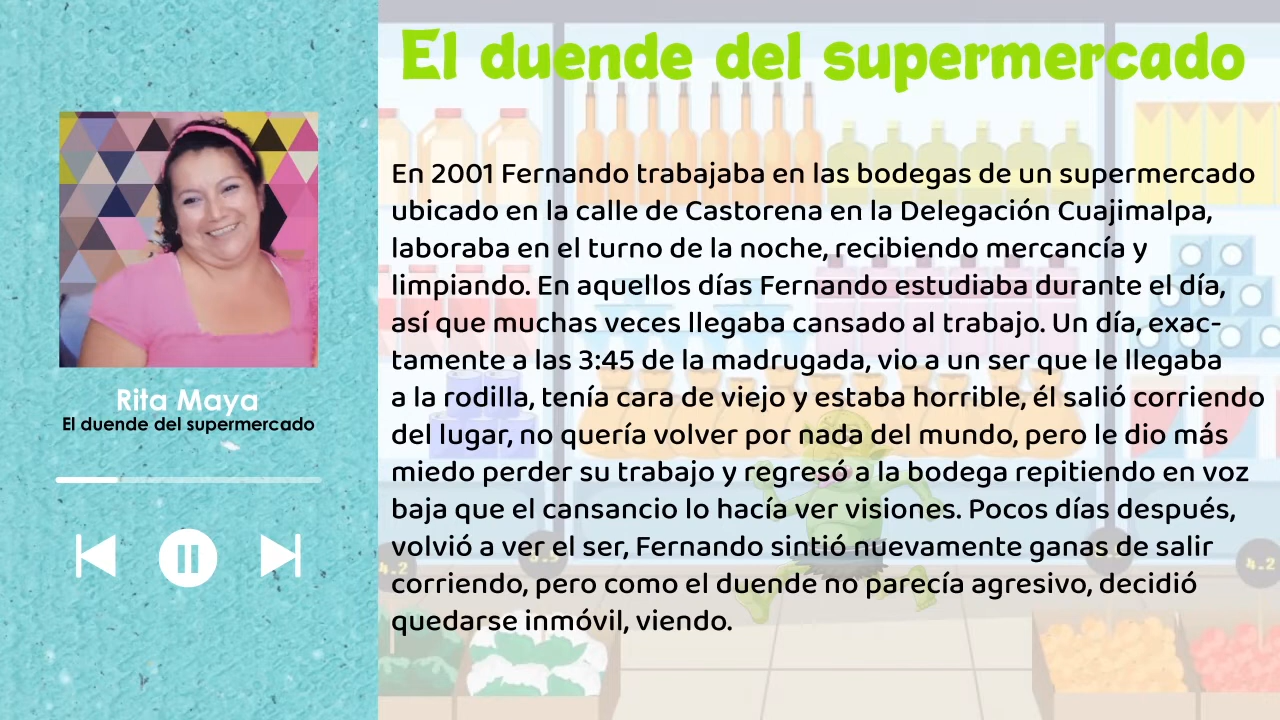 El duende del supermercado
Rita Maya
El duende del supermercado
En 2001 Fernando trabajaba en las bodegas de un supermercado
ubicado en la calle de Castorena en la Delegación Cuajimalpa,
laboraba en el turno de la noche, recibiendo mercancía y
limpiando. En aquellos días Fernando estudiaba durante el día,
así que muchas veces llegaba cansado al trabajo. Un día, exac-
tamente a las 3:45 de la madrugada, vio a un ser que le llegaba
a la rodilla, tenía cara de viejo y estaba horrible, él salió corriendo
del lugar, no quería volver por nada del mundo, pero le dio más
miedo perder su trabajo y regresó a la bodega repitiendo en voz
baja que el cansancio lo hacía ver visiones. Pocos días después,
volvió a ver el ser, Fernando sintió nuevamente ganas de salir
corriendo, pero como el duende no parecía agresivo, decidió
quedarse inmóvil, viendo.
4.2
4.2